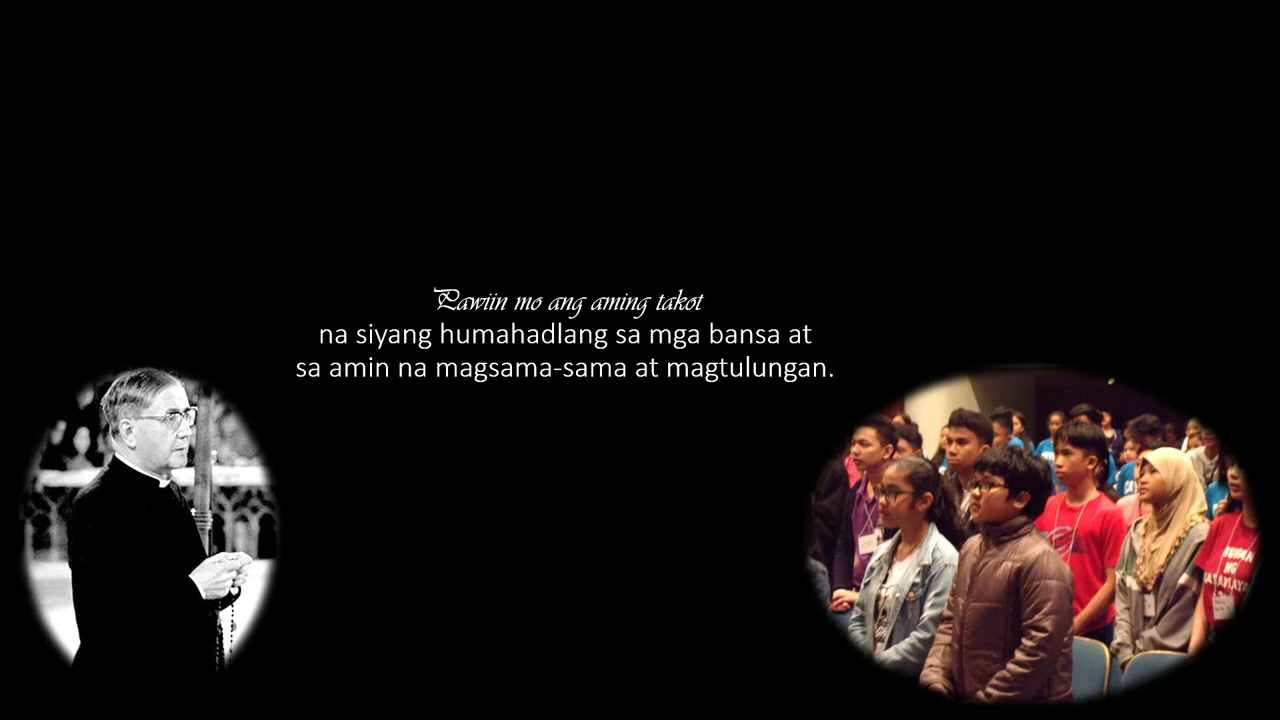 Pawiin mo ang aming takot
na siyang humahadlang sa mga bansa at
sa amin na magsama-sama at magtulungan.
NG